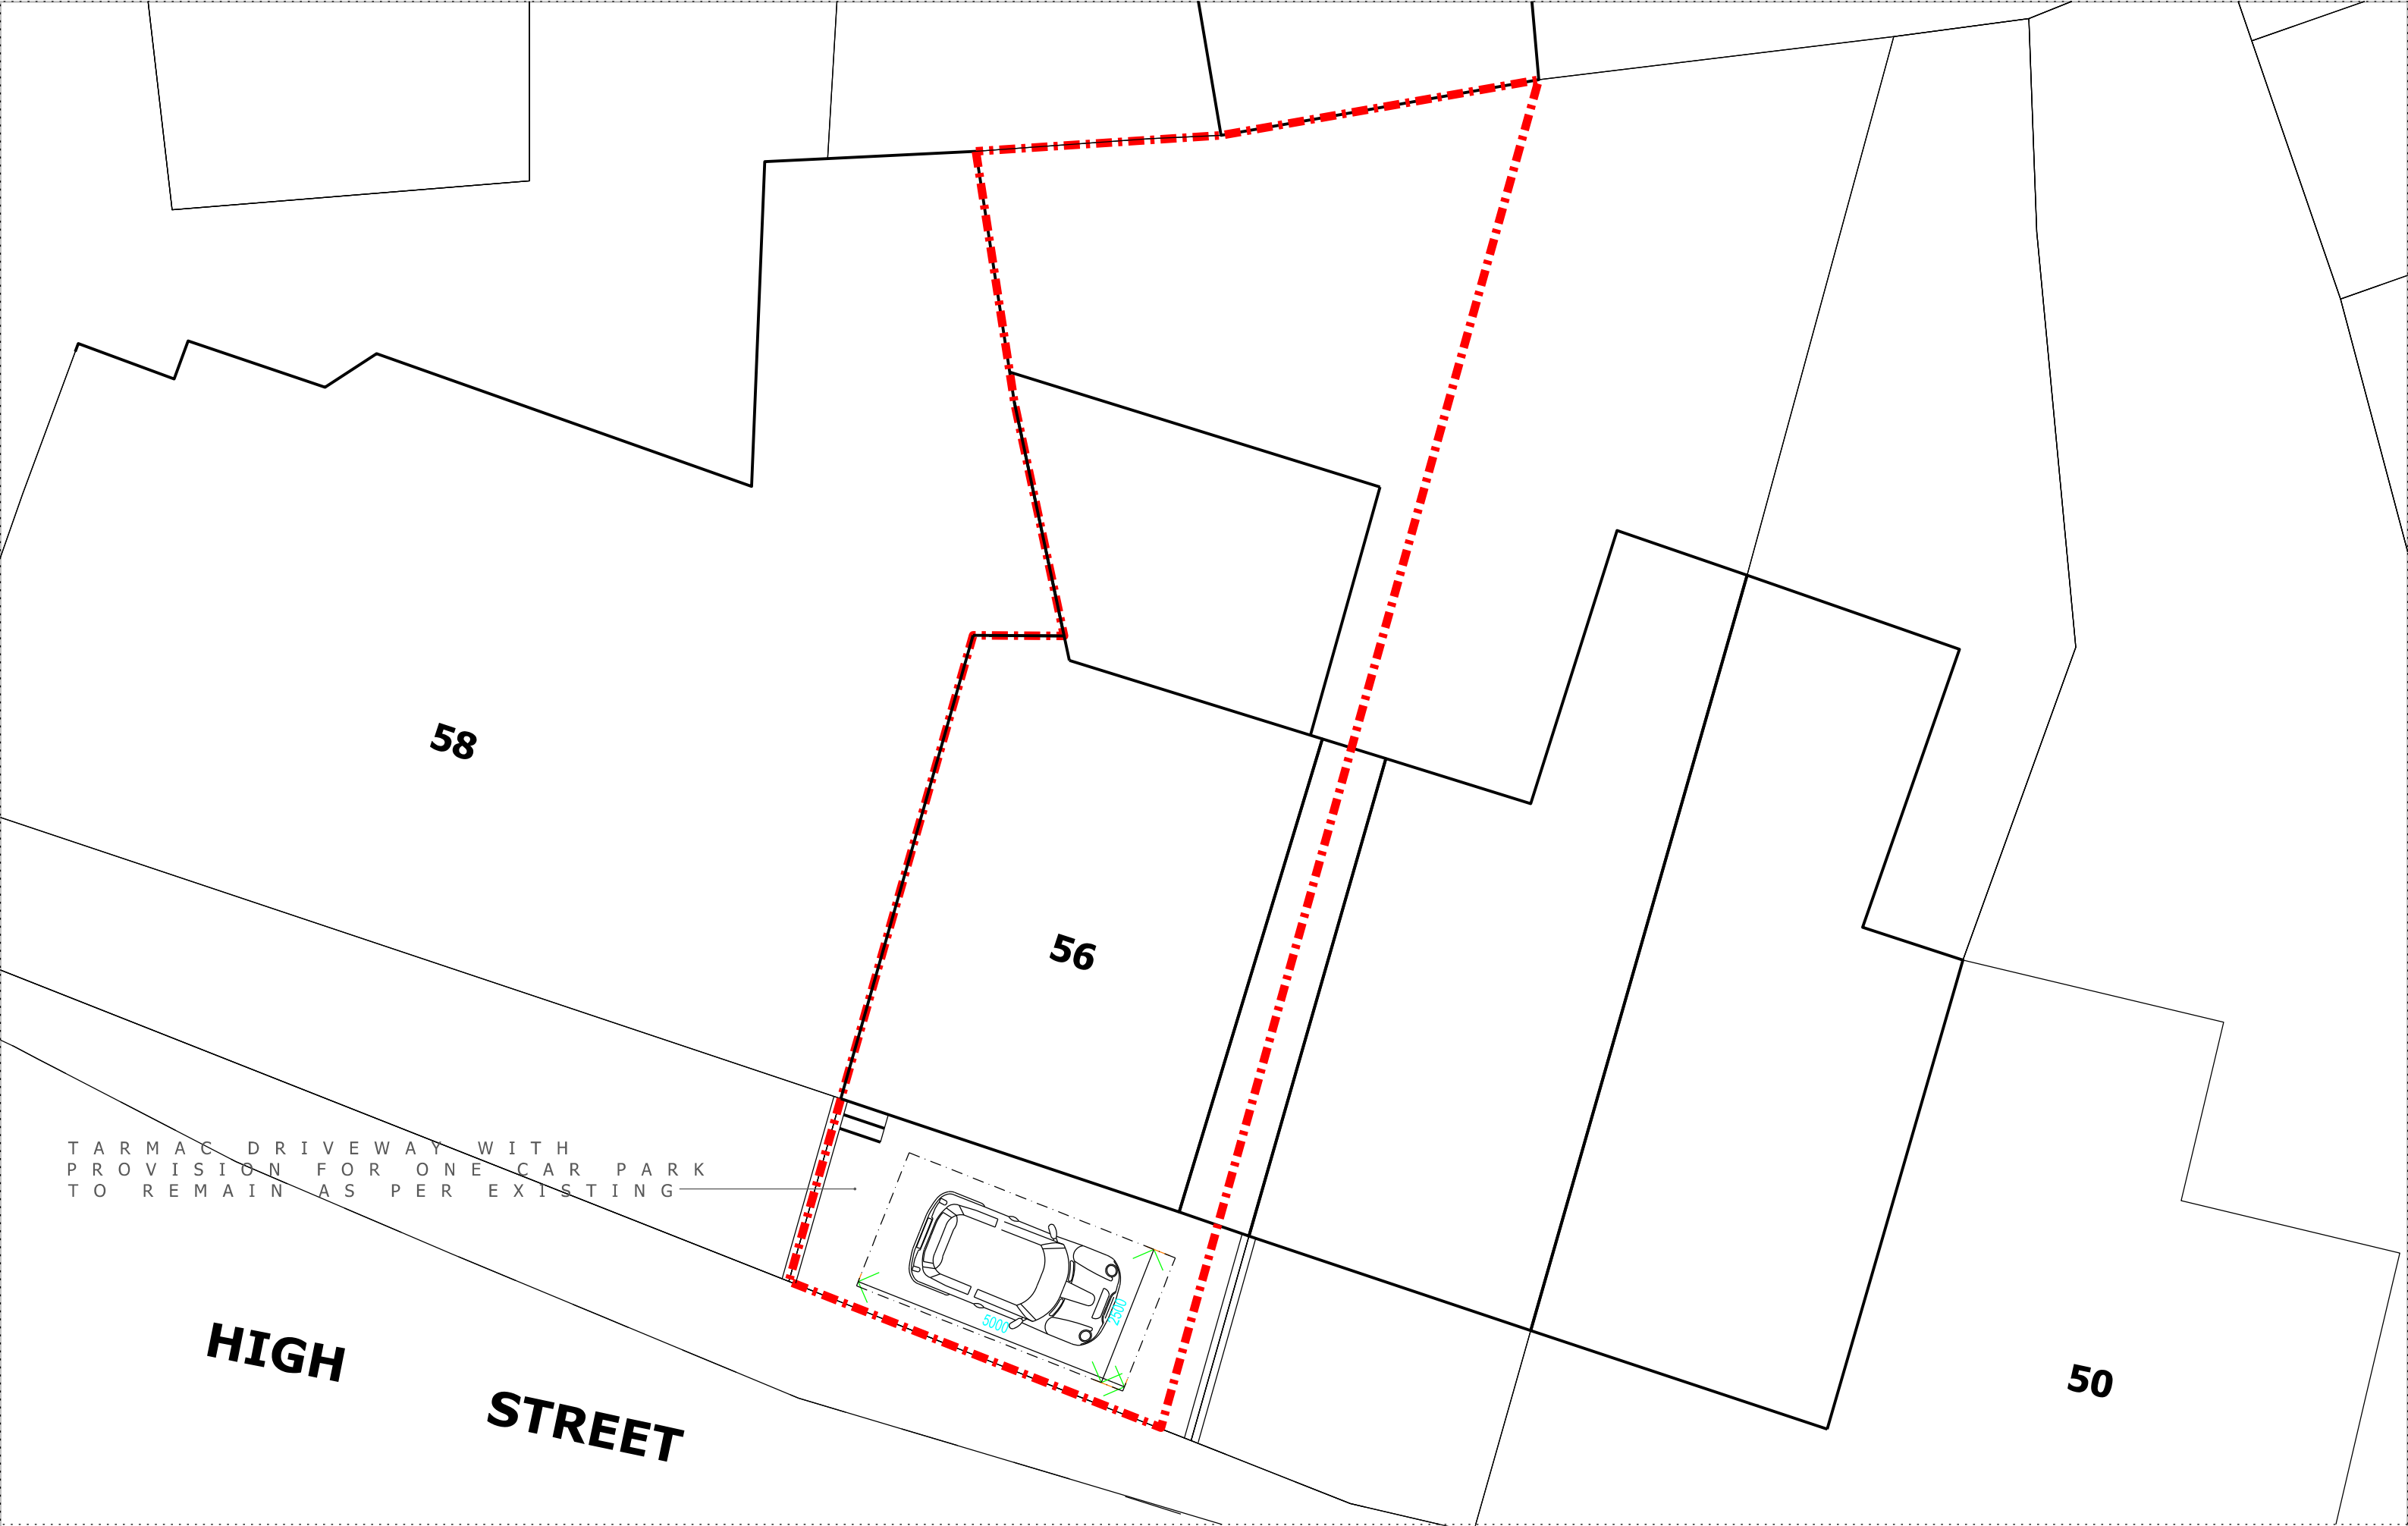 58
56
TARMAC DRIVEWAY WITH
PROVISION FOR ONE CAR PARK
TO REMAIN AS PER EXISTING
5000
2500
HIGH
STREET
50